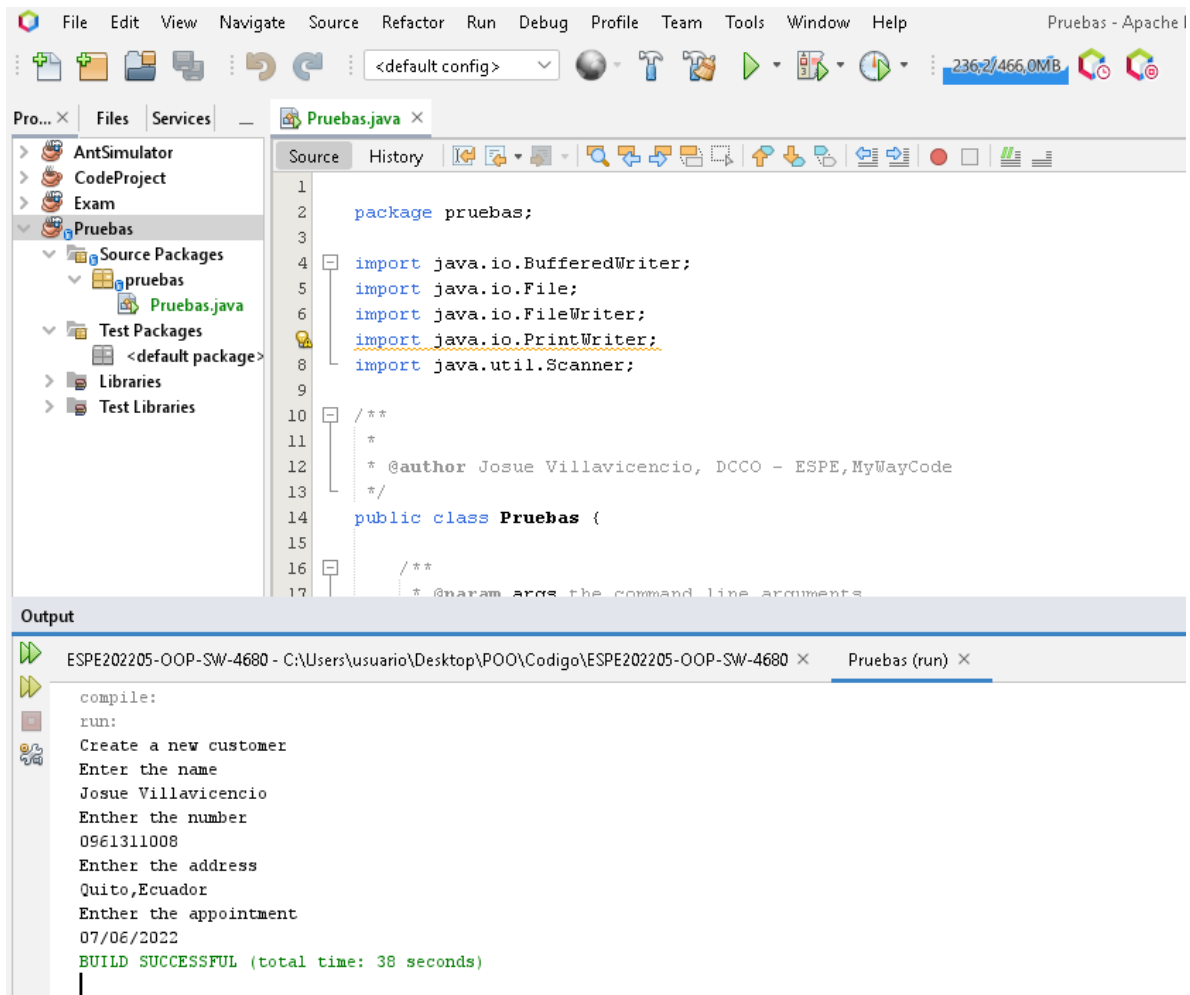 File Edit View Navigate Source Refactor Run Debug Profile Team Tools Window Help Pruebas - Apache
<default config> 236,2/466,0MB
Pro... Files Services Pruebas.java
AntSimulator
CodeProject
Exam
Pruebas
Source Packages
pruebas
Pruebas.java
Test Packages
<default package>
Libraries
Test Libraries
Source History
1
2 package pruebas;
3
4 import java.io.BufferedWriter;
5 import java.io.File;
6 import java.io.FileWriter;
import java.io.PrintWriter;
8 import java.util.Scanner;
9
10 /**
11 *
12 * @author Josue Villavicencio, DCCO - ESPE,MyWayCode
13 */
14 public class Pruebas {
15
16 /**
17 * @param args the command line arguments
Output
ESPE202205-OOP-SW-4680 - C:\Users\usuario\Desktop\POO\Codigo\ESPE202205-OOP-SW-4680 Pruebas (run)
compile:
run:
Create a new customer
Enter the name
Josue Villavicencio
Enther the number
0961311008
Enther the address
Quito,Ecuador
Enther the appointment
07/06/2022
BUILD SUCCESSFUL (total time: 38 seconds)